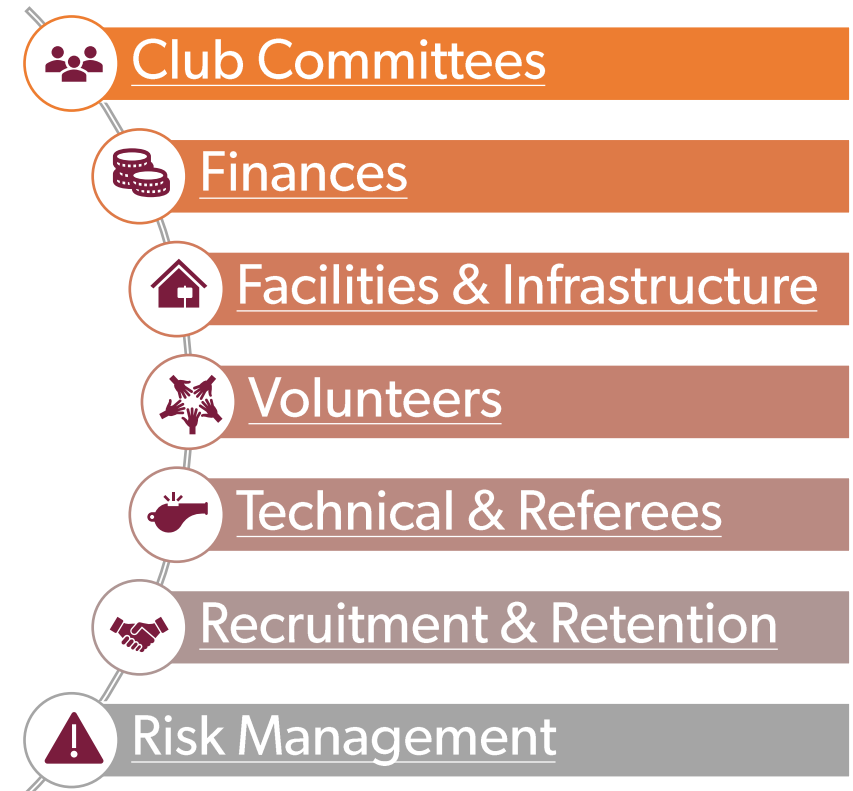 Club Committees
Finances
Facilities & Infrastructure
Volunteers
Technical & Referees
Recruitment & Retention
Risk Management